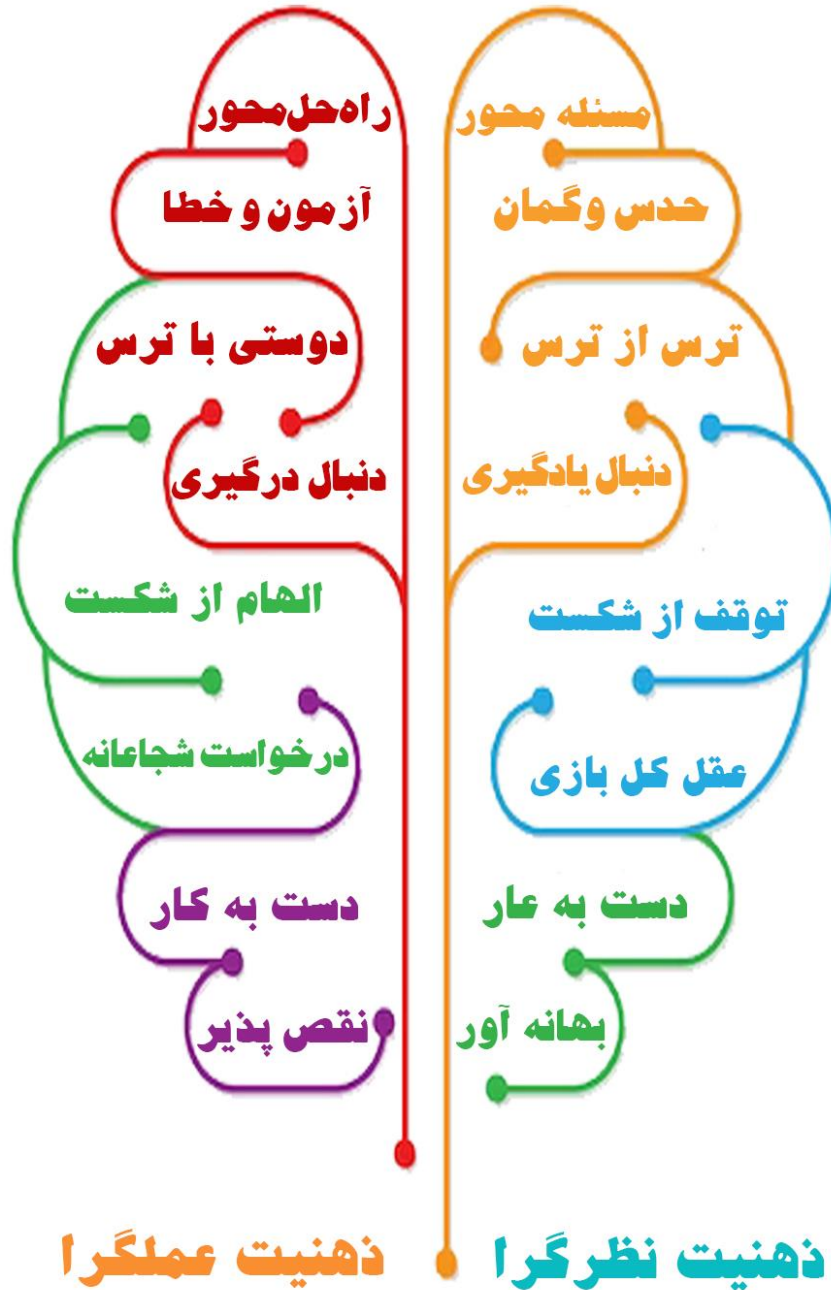 مسئله محور
راه‌حل‌محور
حدس و گمان
آزمون و خطا
ترس از ترس
دوستی با ترس
دنبال یادگیری
دنبال درگیری
توقف از شکست
الهام از شکست
عقل کل بازی
درخواست شجاعانه
دست به عار
دست به کار
بهانه آور
نقص پذیر
ذهنیت نظرگرا
ذهنیت عملگرا